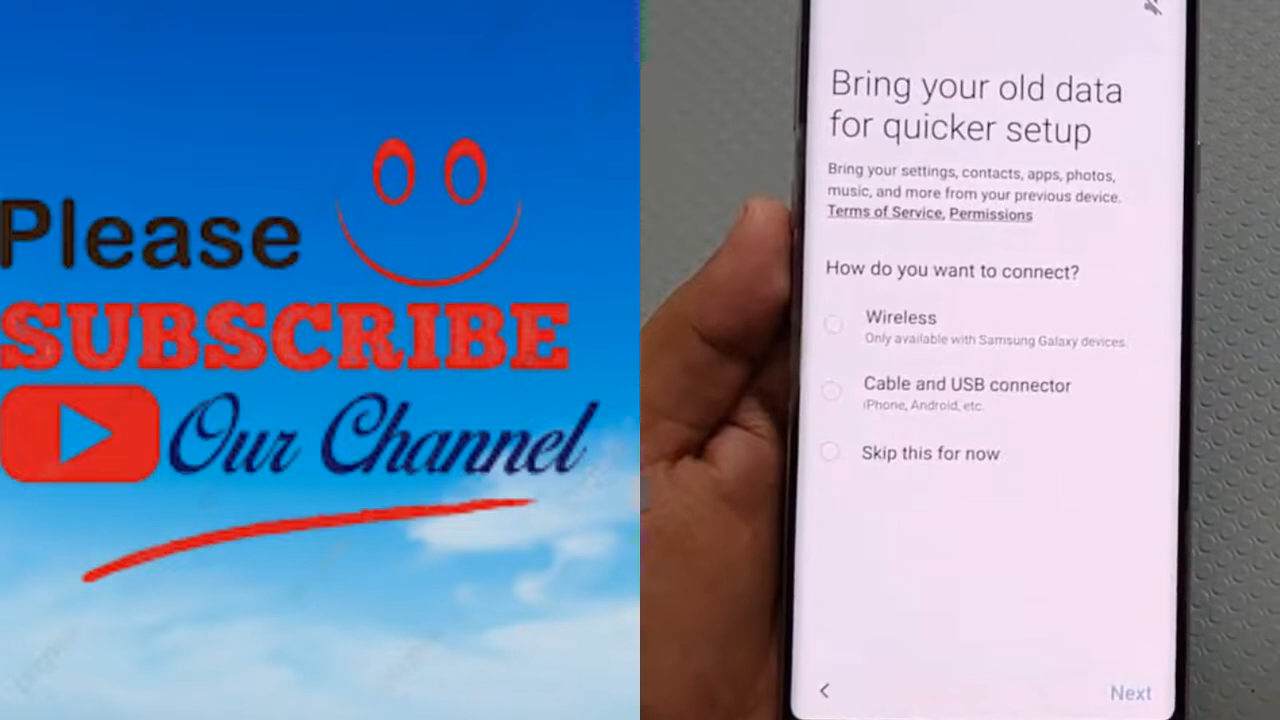 Please
SUBSCRIBE
Our Channel
Bring your old data
for quicker setup
Bring your settings, contacts, apps, photos,
music, and more from your previous device.
Terms of Service, Permissions
How do you want to connect?
Wireless
Only available with Samsung Galaxy devices.
Cable and USB connector
iPhone, Android, etc.
Skip this for now
Next